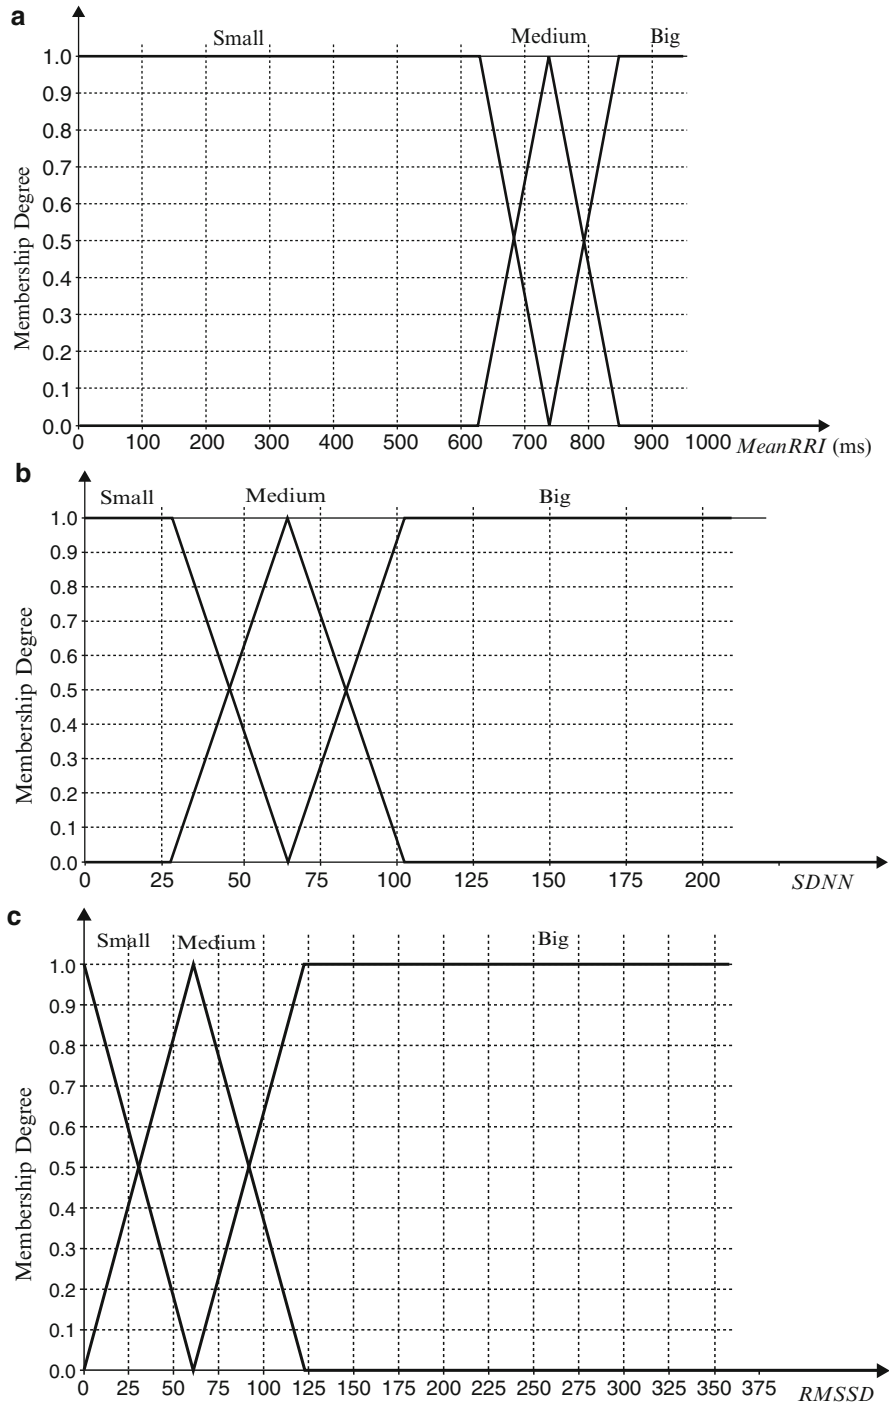 a
Small Medium Big
1.0
0.9
0.8
0.7
0.6
0.5
0.4
0.3
0.2
0.1
0.0
Membership Degree
0 100 200 300 400 500 600 700 800 900 1000 MeanRRI (ms)
b
Small Medium Big
1.0
0.9
0.8
0.7
0.6
0.5
0.4
0.3
0.2
0.1
0.0
Membership Degree
0 25 50 75 100 125 150 175 200 SDNN
c
Small Medium Big
1.0
0.9
0.8
0.7
0.6
0.5
0.4
0.3
0.2
0.1
0.0
Membership Degree
0 25 50 75 100 125 150 175 200 225 250 275 300 325 350 375 RMSSD